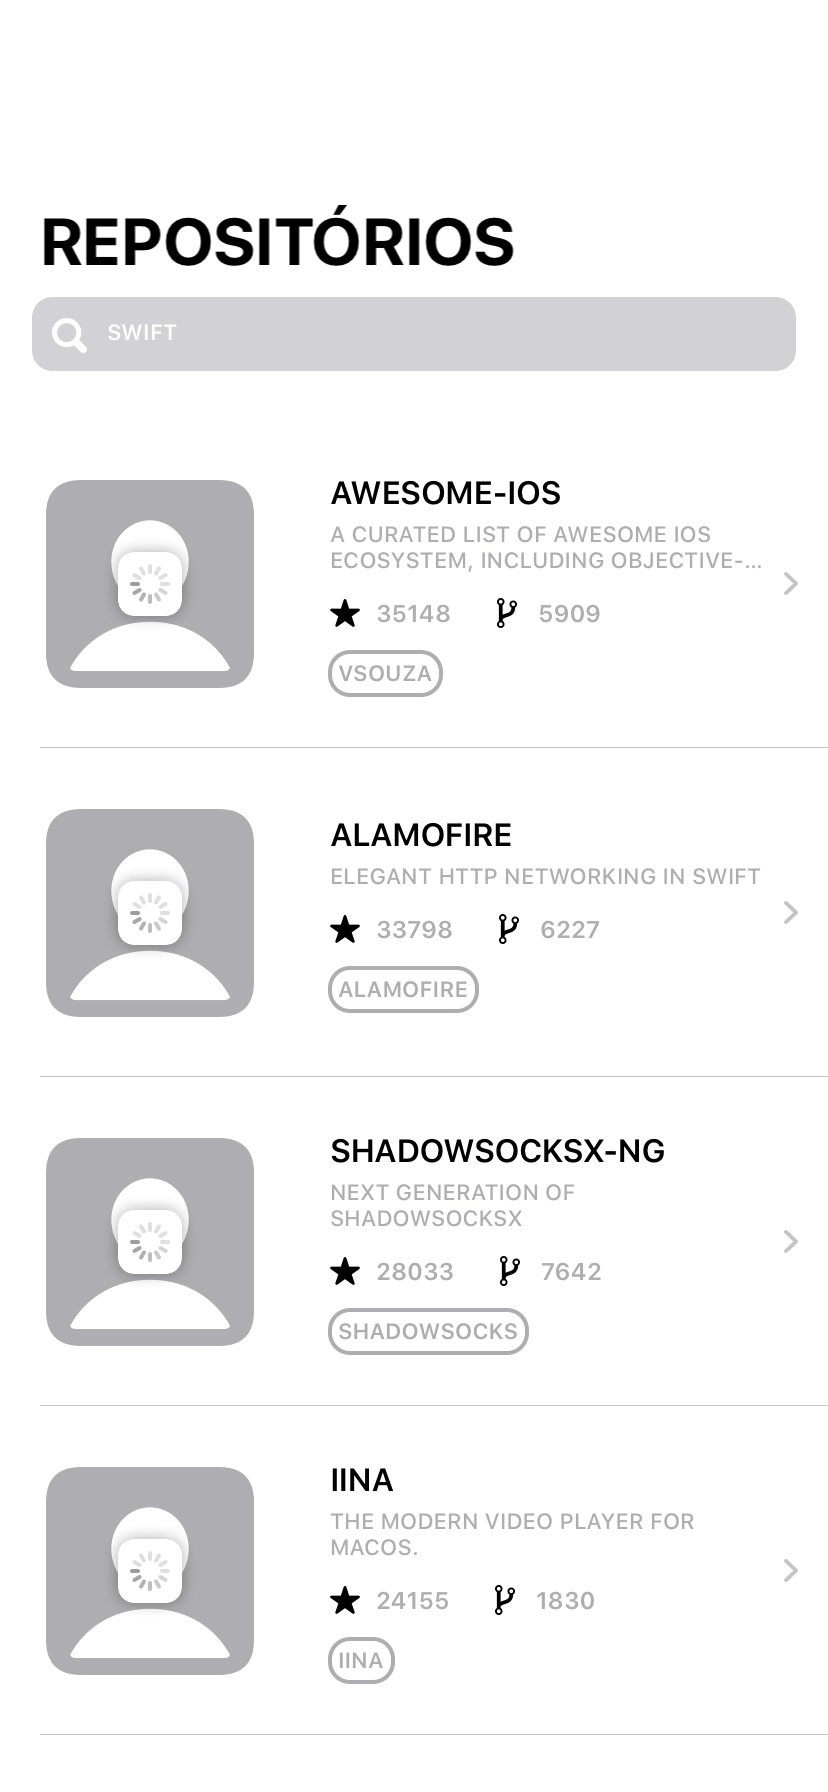 REPOSITÓRIOS
SWIFT
AWESOME-IOS
A CURATED LIST OF AWESOME IOS
ECOSYSTEM, INCLUDING OBJECTIVE-...
35148 5909
VSOUZA
ALAMOFIRE
ELEGANT HTTP NETWORKING IN SWIFT
33798 6227
ALAMOFIRE
SHADOWSOCKSX-NG
NEXT GENERATION OF
SHADOWSOCKSX
28033 7642
SHADOWSOCKS
IINA
THE MODERN VIDEO PLAYER FOR
MACOS.
24155 1830
IINA